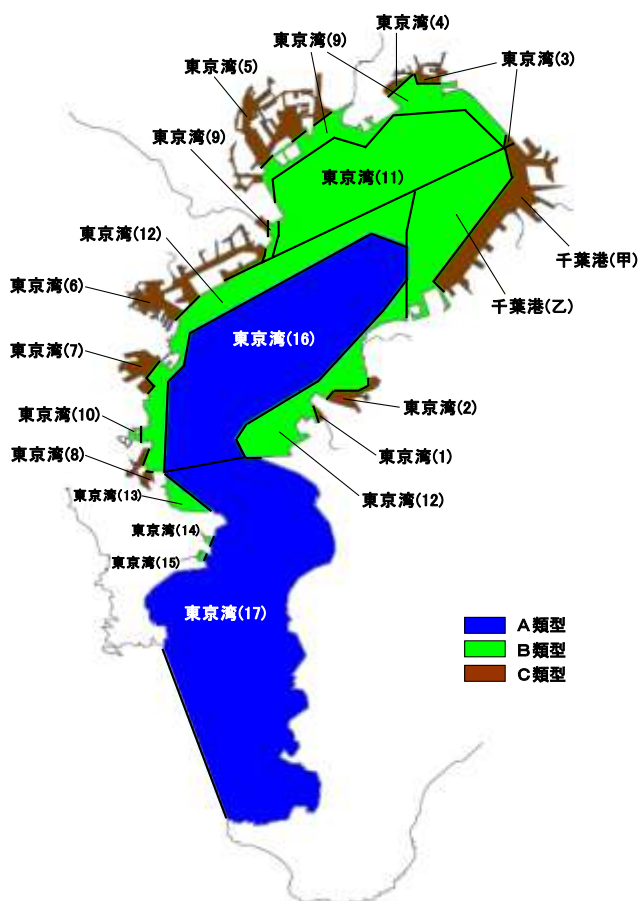 東京湾(4)
東京湾(9)
東京湾(3)
東京湾(5)
東京湾(9)
東京湾(11)
東京湾(12)
千葉港(甲)
東京湾(6)
千葉港(乙)
東京湾(16)
東京湾(7)
東京湾(2)
東京湾(10)
東京湾(1)
東京湾(8)
東京湾(13)
東京湾(12)
東京湾(14)
東京湾(15)
東京湾(17)
A類型
B類型
C類型